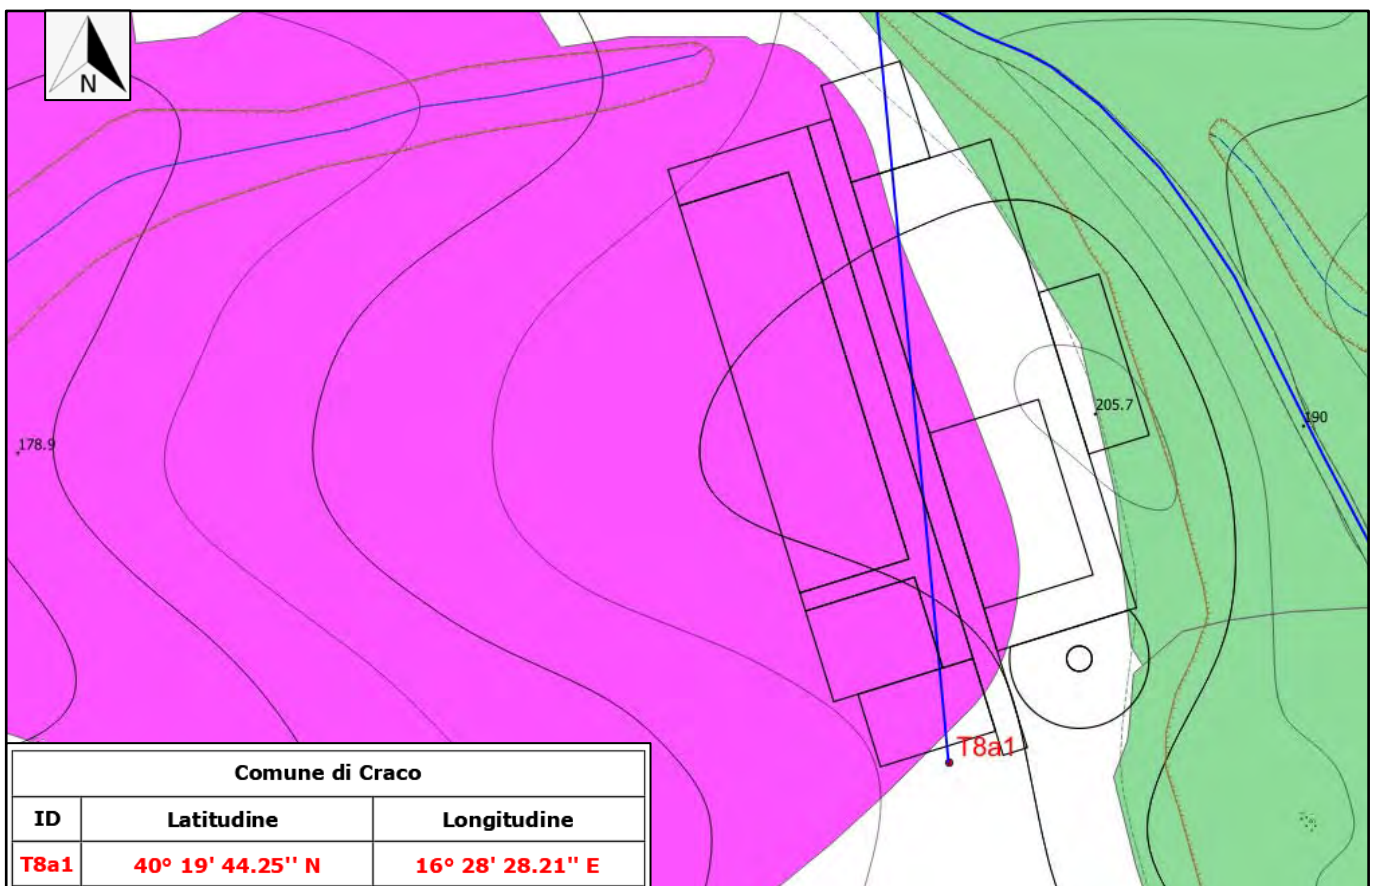 N
205.7
190
178.9
T8a1
Comune di Craco
ID Latitudine Longitudine
T8a1 40° 19' 44.25'' N 16° 28' 28.21'' E